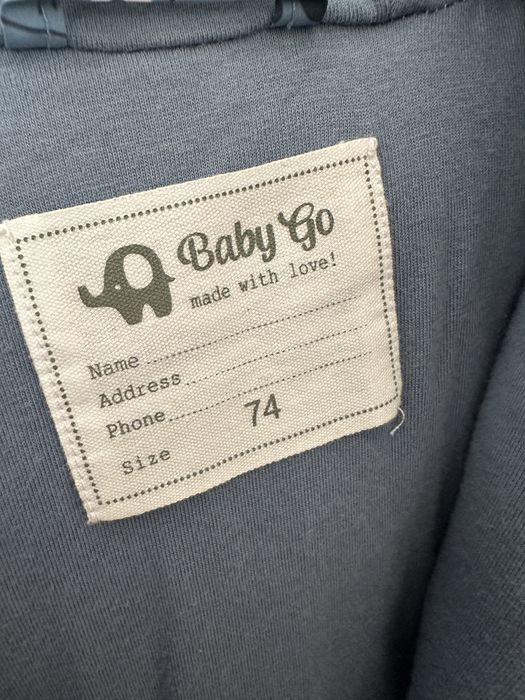 Baby Go
made with love!
Name
Address
Phone
Size 74